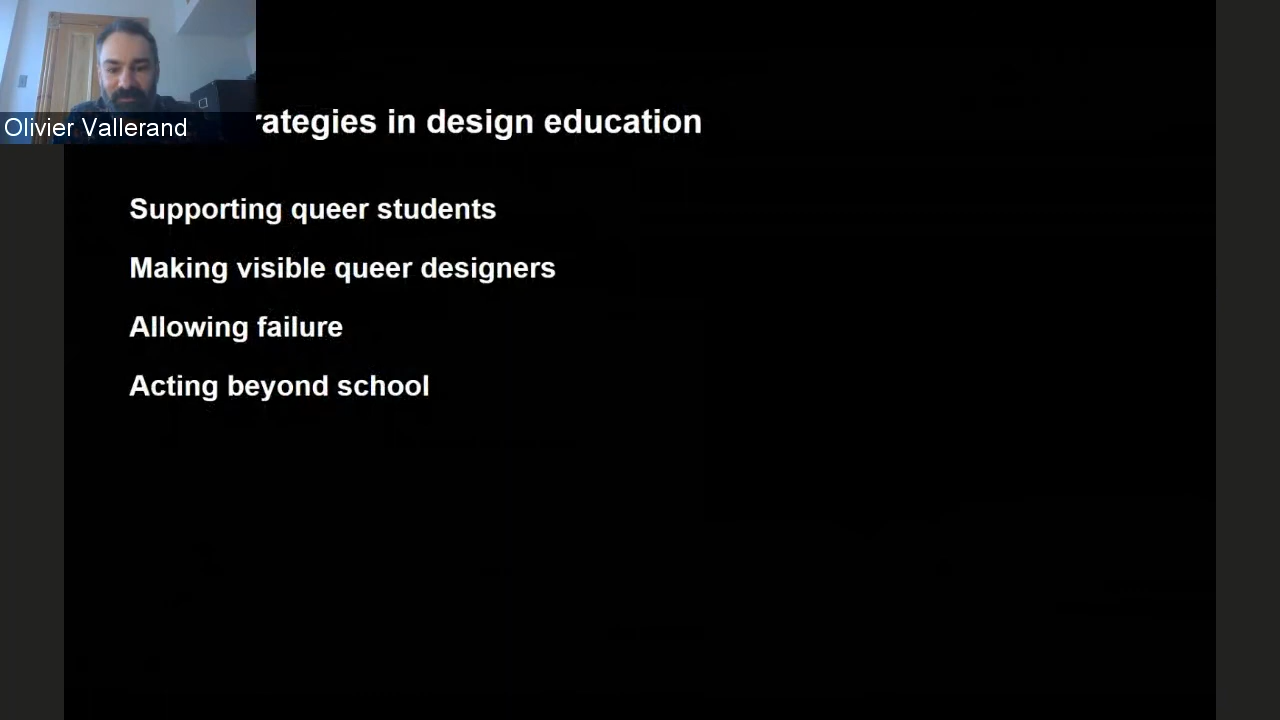 Olivier Vallerand
rategies in design education
Supporting queer students
Making visible queer designers
Allowing failure
Acting beyond school